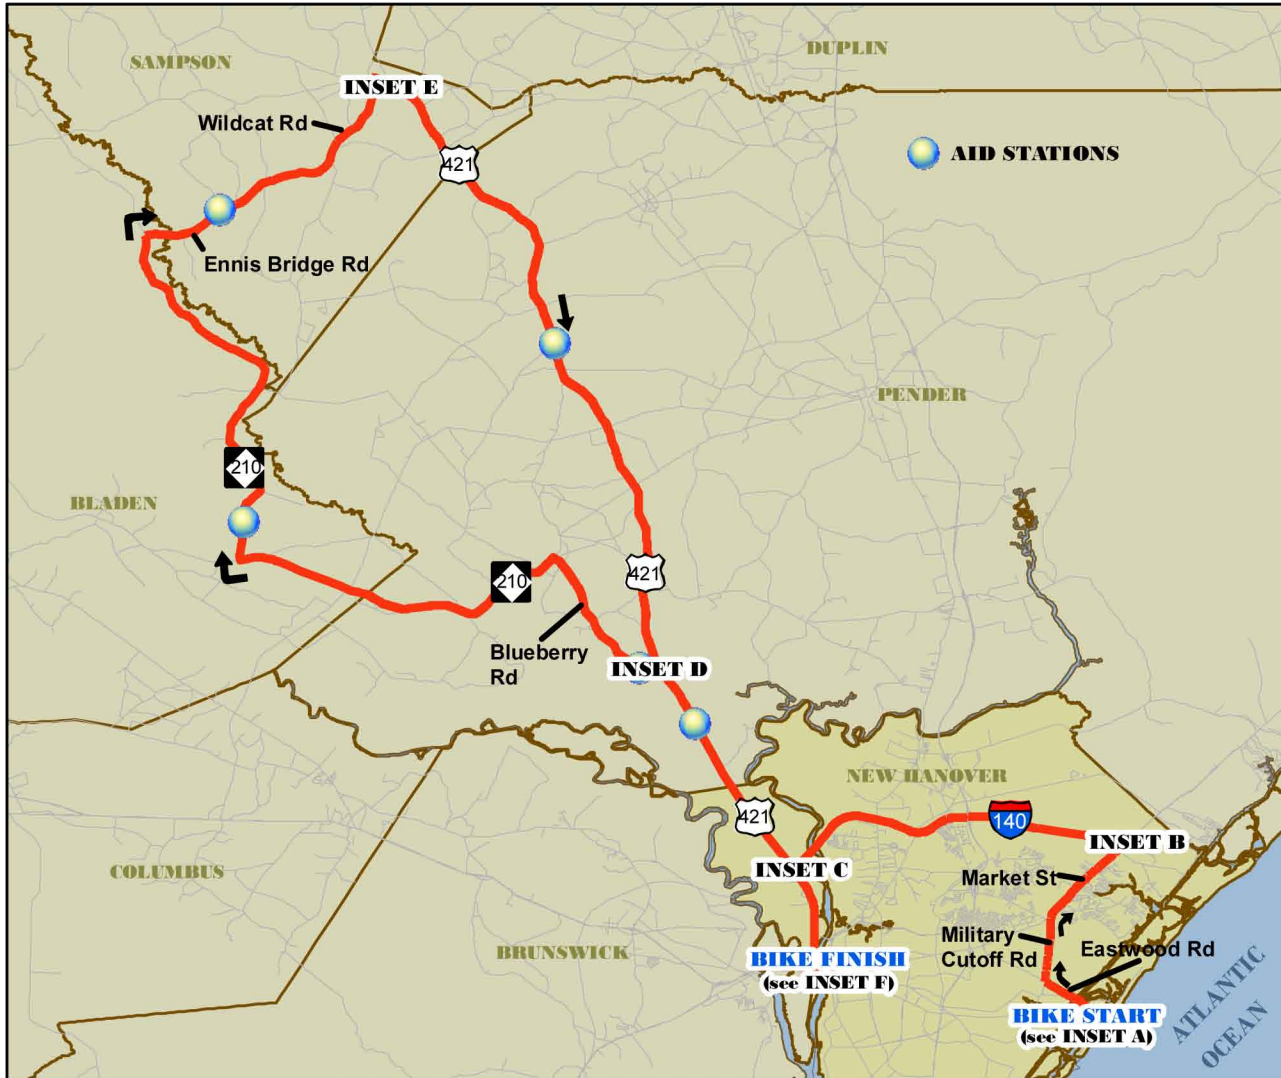 DUPLIN
SAMPSON
INSET E
Wildcat Rd
AID STATIONS
421
Ennis Bridge Rd
PENDER
210
BLADEN
210
421
Blueberry
Rd
INSET D
NEW HANOVER
421
140
INSET B
COLUMBUS
INSET C
Market St
Military
Cutoff Rd
Eastwood Rd
BRUNSWICK
BIKE FINISH
(see INSET F)
BIKE START
(see INSET A)
ATLANTIC
OCEAN